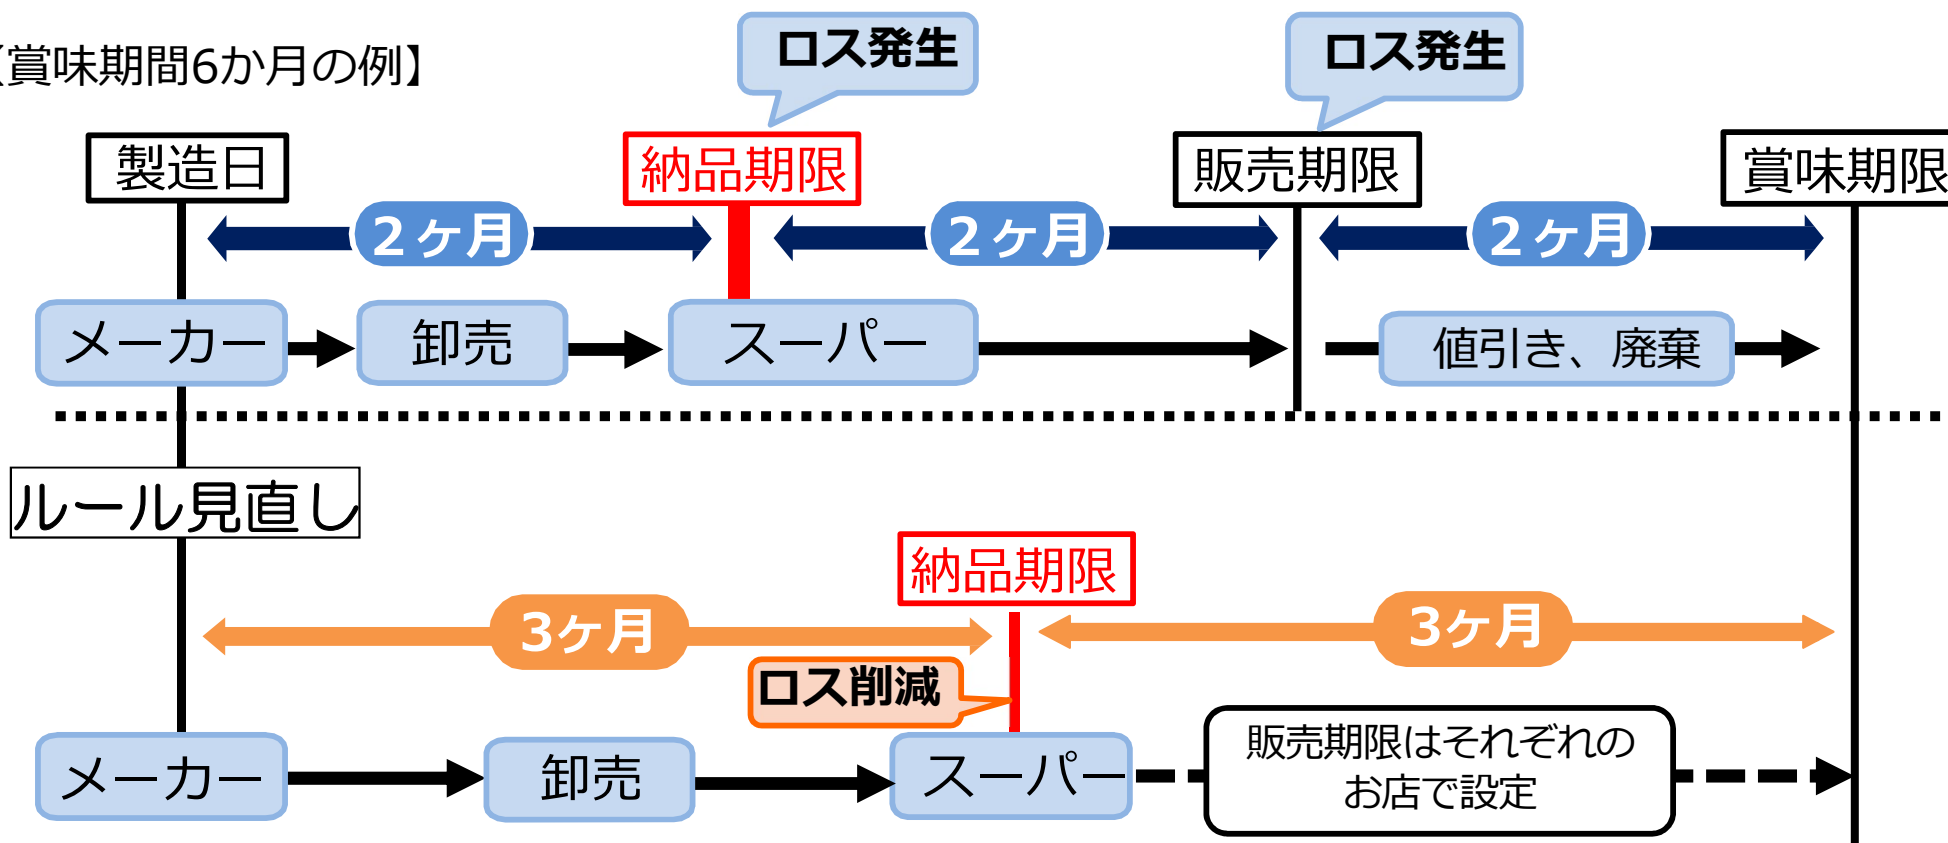 【賞味期間6か月の例】
ロス発生
ロス発生
製造日
納品期限
販売期限
賞味期限
２ヶ月
２ヶ月
２ヶ月
メーカー
卸売
スーパー
値引き、廃棄
ルール見直し
納品期限
3ヶ月
3ヶ月
ロス削減
メーカー
卸売
スーパー
販売期限はそれぞれの
お店で設定